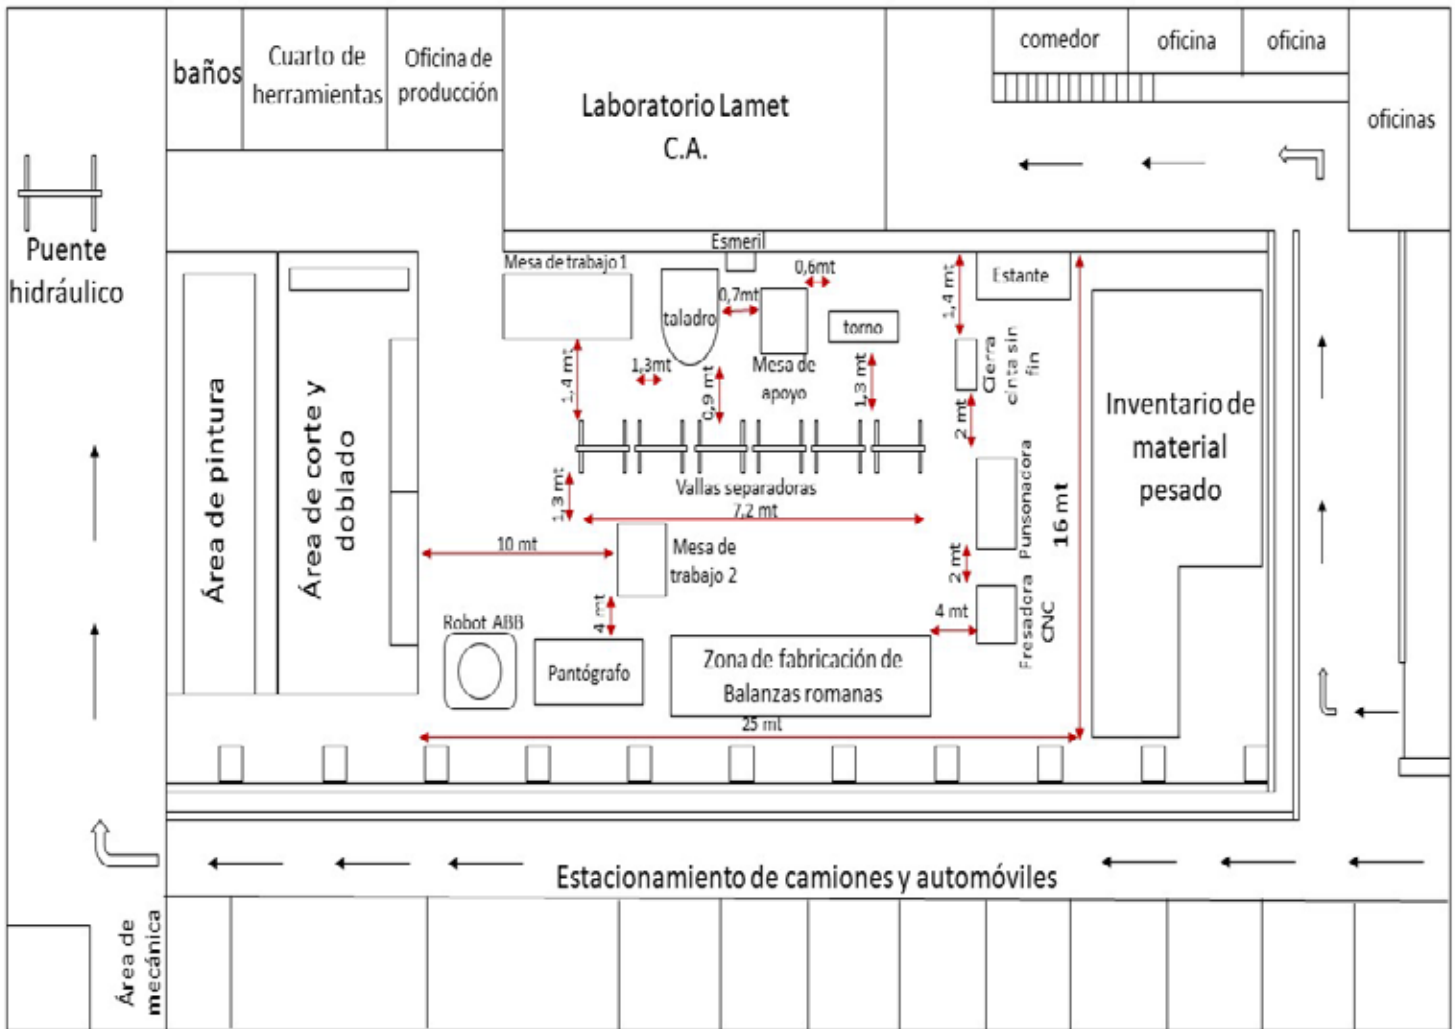 baños
Cuarto de
herramientas
Oficina de
producción
Laboratorio Lamet
C.A.
comedor
oficina
oficina
oficinas
Puente
hidráulico
Esmeril
Mesa de trabajo 1
0,6mt
Estante
0,7mt
1,4 mt
taladro
torno
Mesa de
apoyo
Cierra
cinta sin
fin
1,4 mt
1,3mt
0,9 mt
1,3 mt
2 mt
Área de pintura
Área de corte y
doblado
Inventario de
material
pesado
Vallas separadoras
7,2 mt
1,3 mt
Punsonadora
16 mt
10 mt
Mesa de
trabajo 2
2 mt
4 mt
4 mt
Fresadora
CNC
Robot ABB
Pantógrafo
Zona de fabricación de
Balanzas romanas
25 mt
Estacionamiento de camiones y automóviles
Área de
mecánica